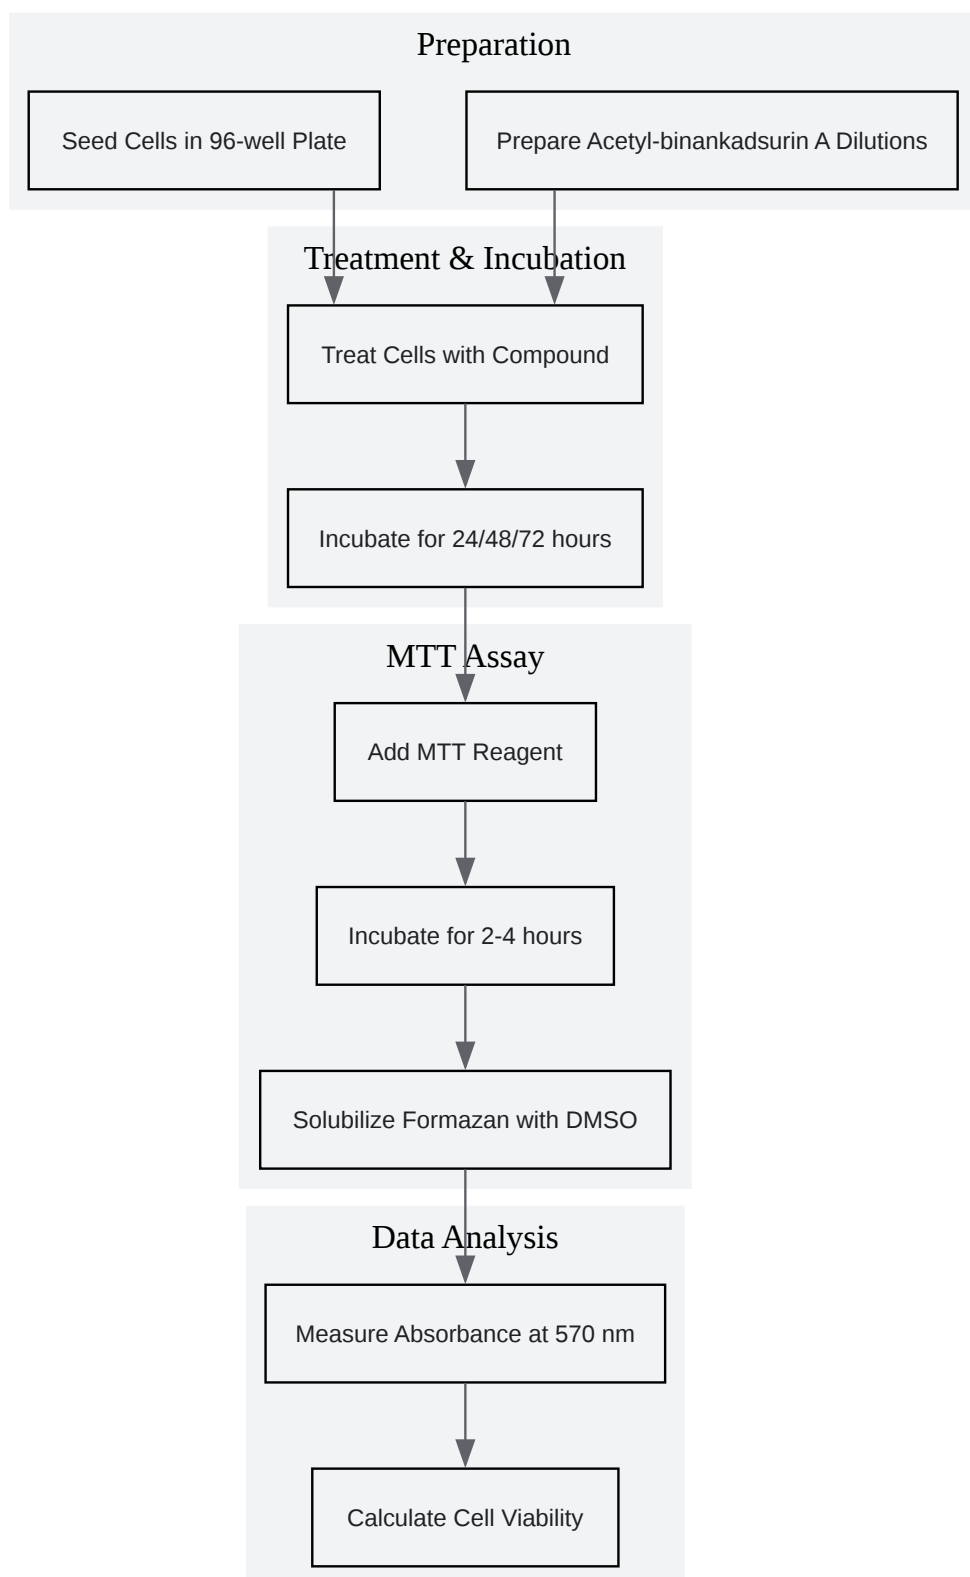 Preparation
Seed Cells in 96-well Plate
Prepare Acetyl-binankadsurin A Dilutions
Treatment & Incubation
Treat Cells with Compound
Incubate for 24/48/72 hours
MTT Assay
Add MTT Reagent
Incubate for 2-4 hours
Solubilize Formazan with DMSO
Data Analysis
Measure Absorbance at 570 nm
Calculate Cell Viability